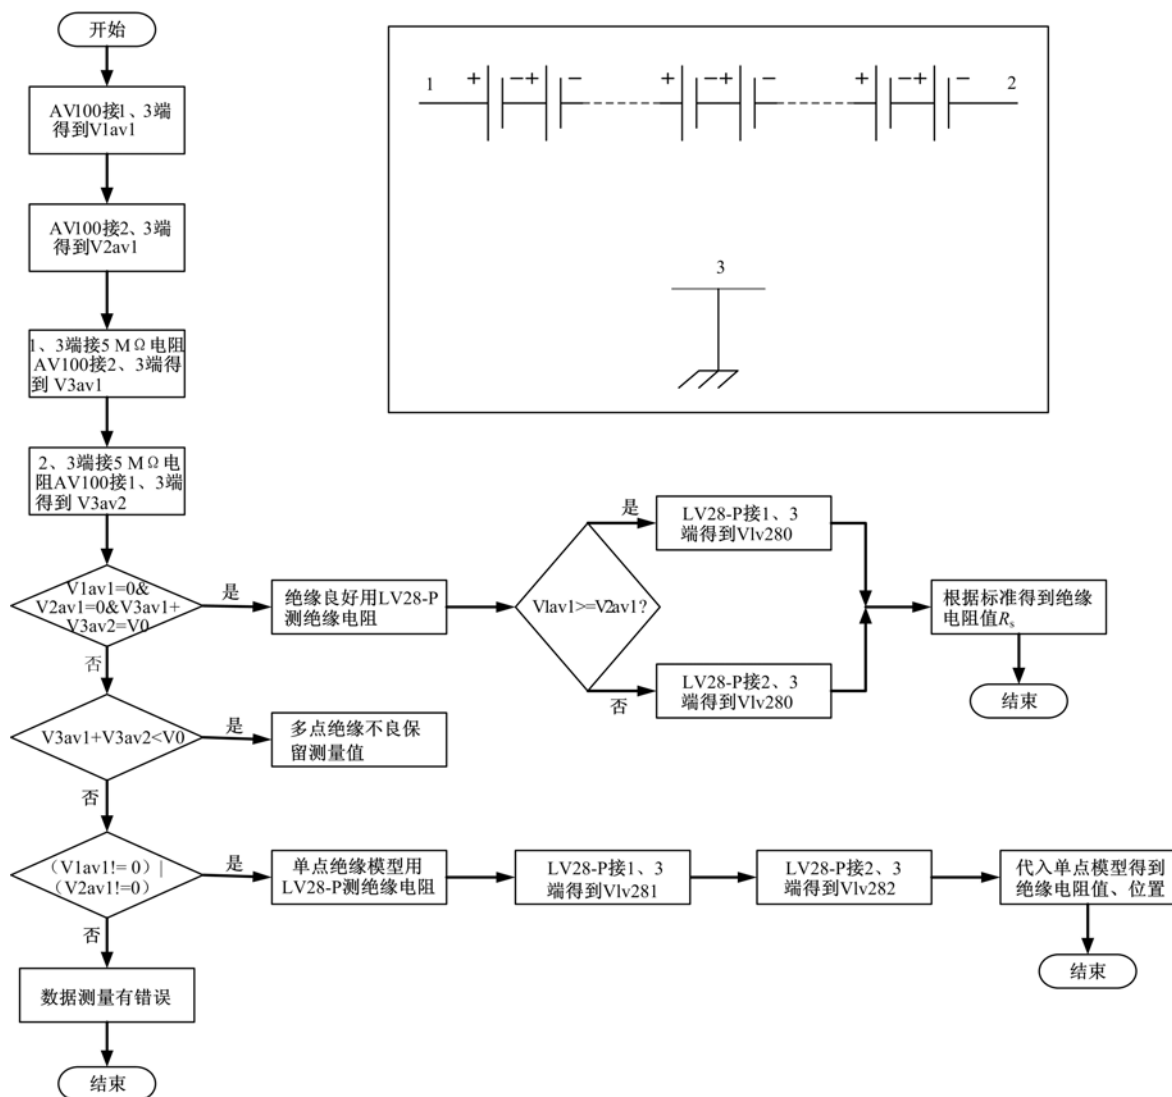 开始
AV100接1、3端
得到V1av1
AV100接2、3端
得到V2av1
1、3端接5 MΩ电阻
AV100接2、3端得
到 V3av1
2、3端接5 MΩ电
阻AV100接1、3端
得到 V3av2
V1av1=0&
V2av1=0&V3av1+
V3av2=V0
是
否
绝缘良好用LV28-P
测绝缘电阻
V1av1>=V2av1?
是
否
LV28-P接1、3
端得到Vlv280
LV28-P接2、3
端得到Vlv280
根据标准得到绝缘
电阻值Rs
结束
V3av1+V3av2<V0
是
否
多点绝缘不良保
留测量值
（V1av1!= 0）|
（V2av1!=0）
是
否
单点绝缘模型用
LV28-P测绝缘电阻
LV28-P接1、3
端得到Vlv281
LV28-P接2、3
端得到Vlv282
代入单点模型得到
绝缘电阻值、位置
结束
数据测量有错误
结束
1 + − + − + − + − + − + − 2
3